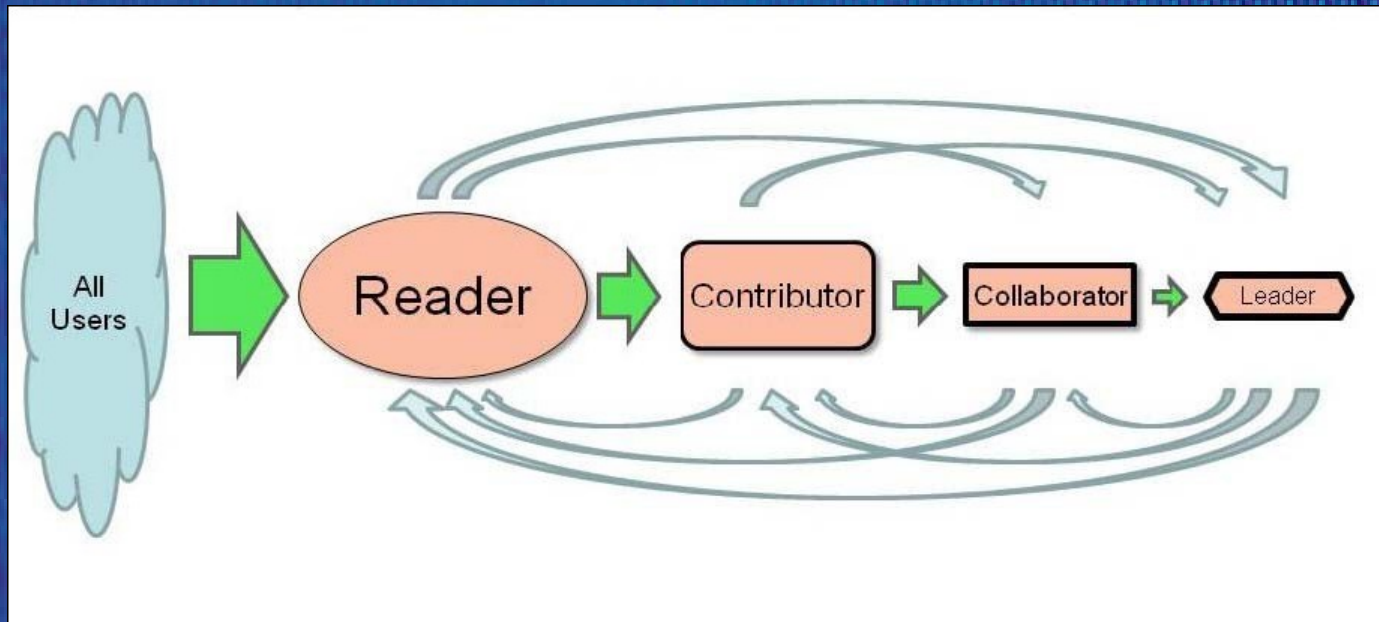 All
Users
Reader
Contributor
Collaborator
Leader